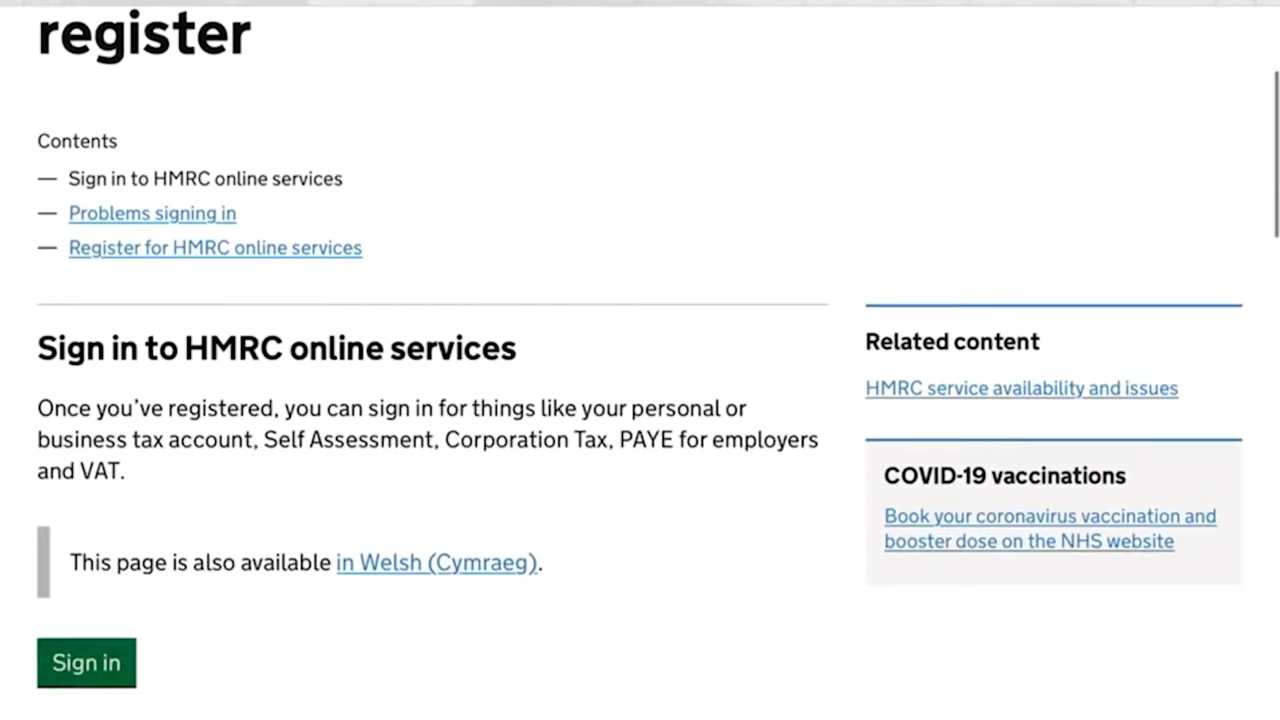 register
Contents
— Sign in to HMRC online services
— Problems signing in
— Register for HMRC online services
Sign in to HMRC online services
Once you’ve registered, you can sign in for things like your personal or
business tax account, Self Assessment, Corporation Tax, PAYE for employers
and VAT.
This page is also available in Welsh (Cymraeg).
Sign in
Related content
HMRC service availability and issues
COVID-19 vaccinations
Book your coronavirus vaccination and
booster dose on the NHS website